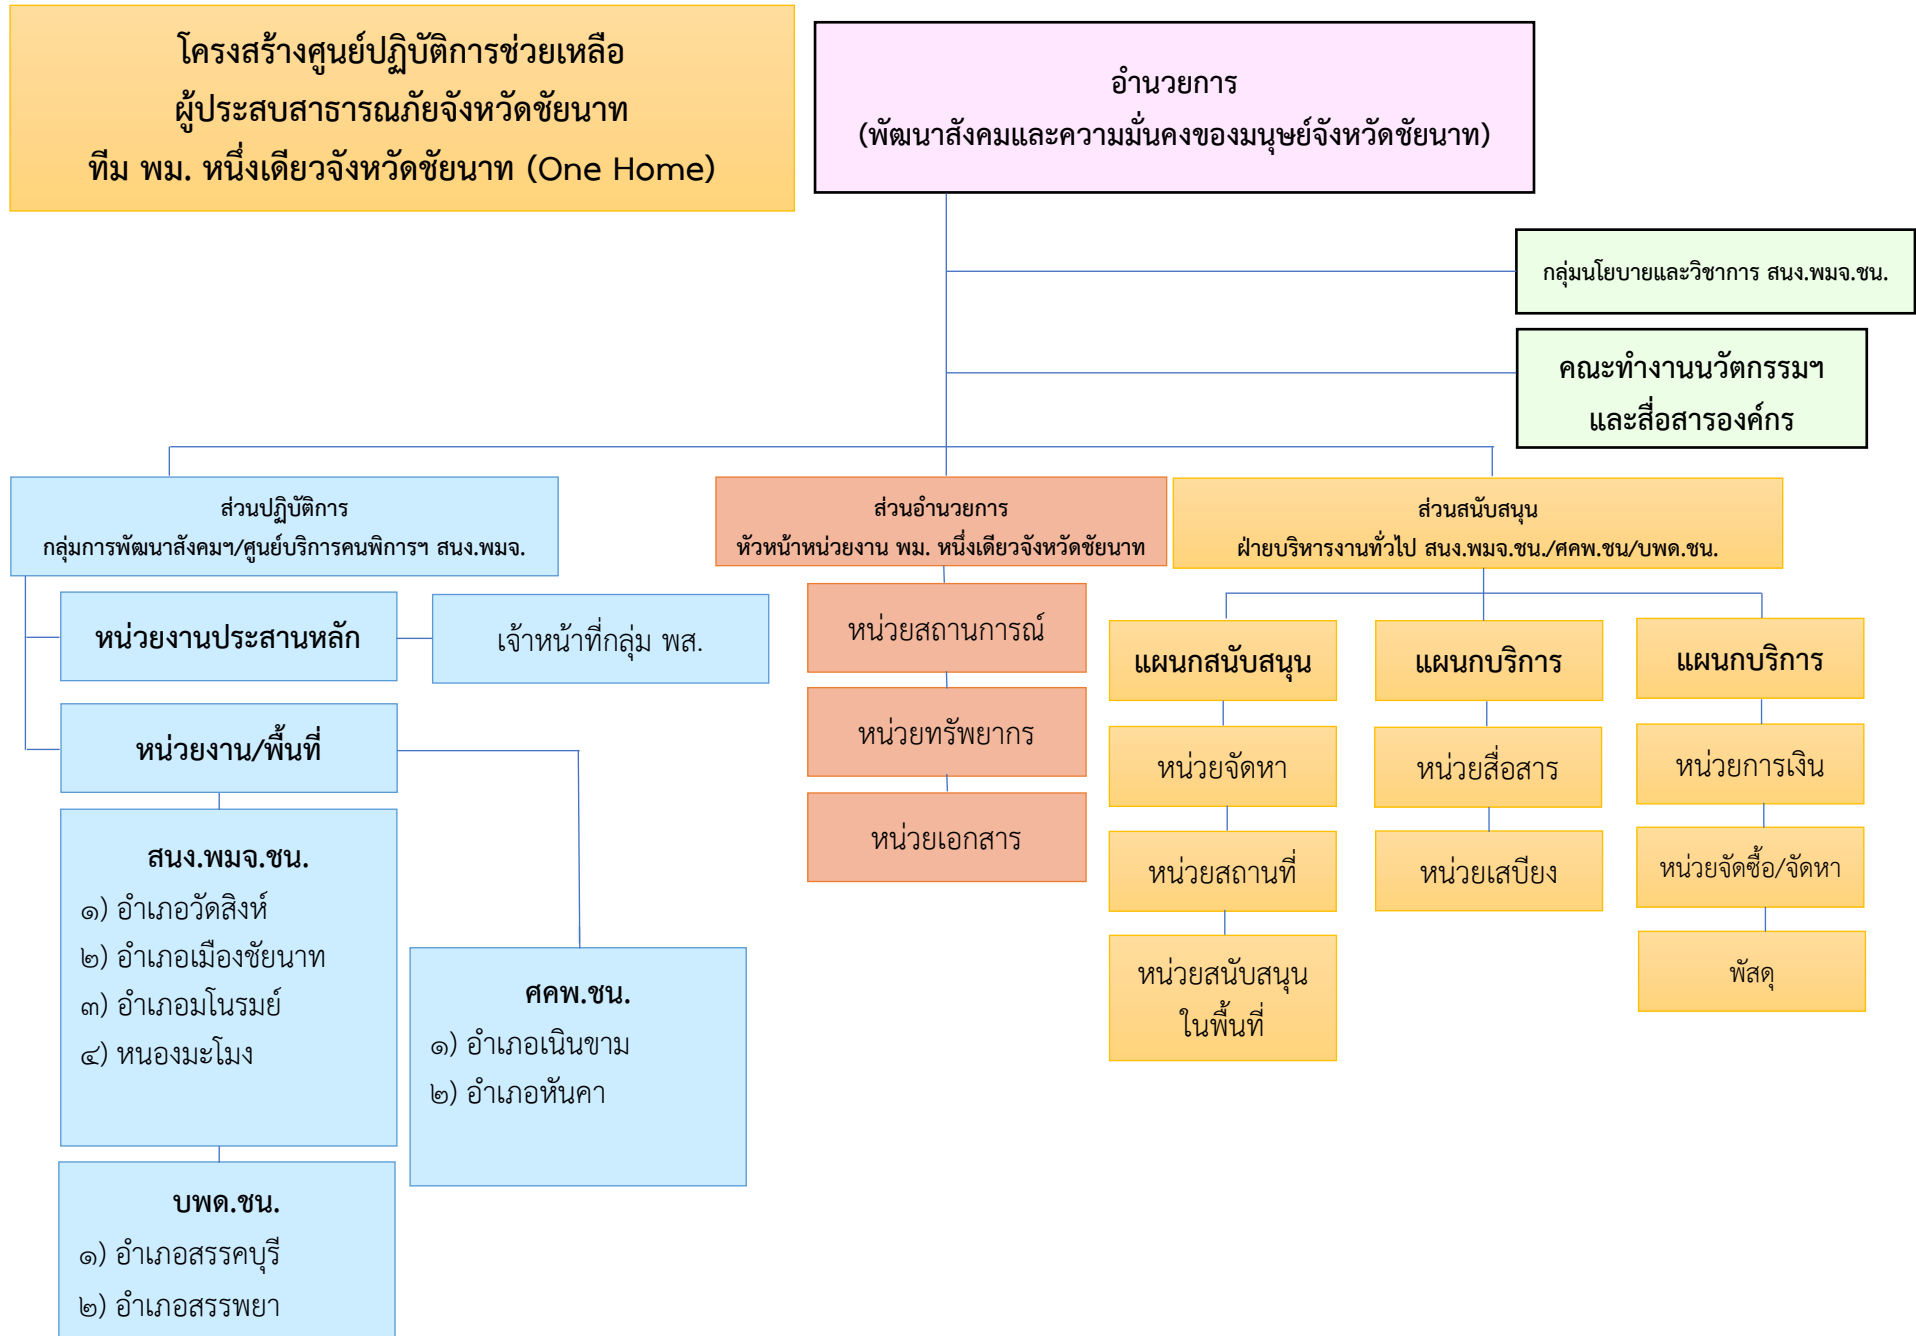 โครงสร้างศูนย์ปฏิบัติการช่วยเหลือ
ผู้ประสบสาธารณภัยจังหวัดชัยนาท
ทีม พม. หนึ่งเดียวจังหวัดชัยนาท (One Home)
อำนวยการ
(พัฒนาสังคมและความมั่นคงของมนุษย์จังหวัดชัยนาท)
กลุ่มนโยบายและวิชาการ สนง.พมจ.ชน.
คณะทำงานนวัตกรรมฯ
และสื่อสารองค์กร
ส่วนปฏิบัติการ
กลุ่มการพัฒนาสังคมฯ/ศูนย์บริการคนพิการฯ สนง.พมจ.
หน่วยงานประสานหลัก
เจ้าหน้าที่กลุ่ม พส.
หน่วยงาน/พื้นที่
สนง.พมจ.ชน.
๑) อำเภอวัดสิงห์
๒) อำเภอเมืองชัยนาท
๓) อำเภอมโนรมย์
๔) หนองมะโมง
ศคพ.ชน.
๑) อำเภอเนินขาม
๒) อำเภอหันคา
บพด.ชน.
๑) อำเภอสรรคบุรี
๒) อำเภอสรรพยา
ส่วนอำนวยการ
หัวหน้าหน่วยงาน พม. หนึ่งเดียวจังหวัดชัยนาท
หน่วยสถานการณ์
หน่วยทรัพยากร
หน่วยเอกสาร
ส่วนสนับสนุน
ฝ่ายบริหารงานทั่วไป สนง.พมจ.ชน./ศคพ.ชน/บพด.ชน.
แผนกสนับสนุน
หน่วยจัดหา
หน่วยสถานที่
หน่วยสนับสนุน
ในพื้นที่
แผนกบริการ
หน่วยสื่อสาร
หน่วยเสบียง
แผนกบริการ
หน่วยการเงิน
หน่วยจัดซื้อ/จัดหา
พัสดุ